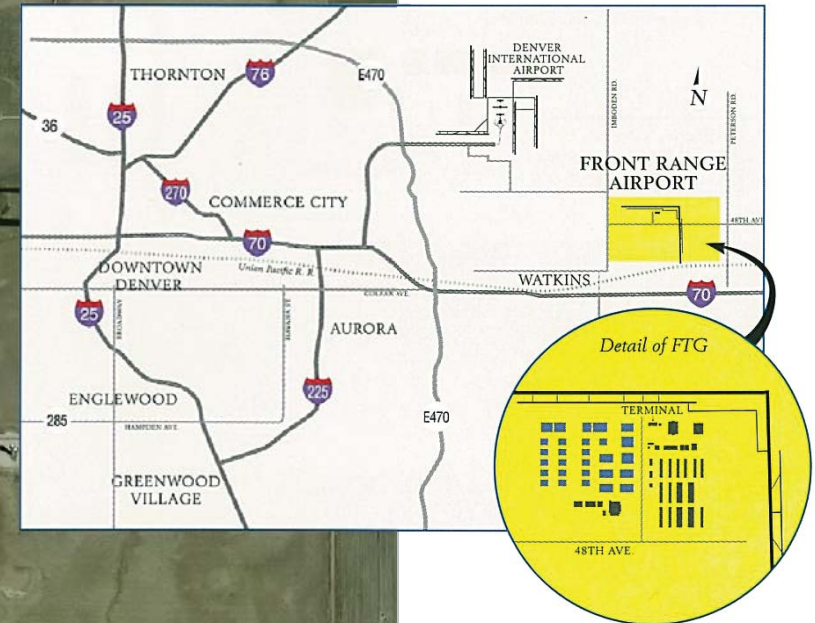 THORNTON
76
E470
DENVER
INTERNATIONAL
AIRPORT
IMBODEN RD.
N
PETERSON RD.
25
36
FRONT RANGE
AIRPORT
270
COMMERCE CITY
48TH AVE
70
DOWNTOWN
DENVER
Union Pacific R. R.
WATKINS
COLFAX AVE.
70
25
BROADWAY
HAVANA ST.
AURORA
Detail of FTG
225
ENGLEWOOD
285
HAMPDEN AVE.
E470
TERMINAL
GREENWOOD
VILLAGE
48TH AVE.